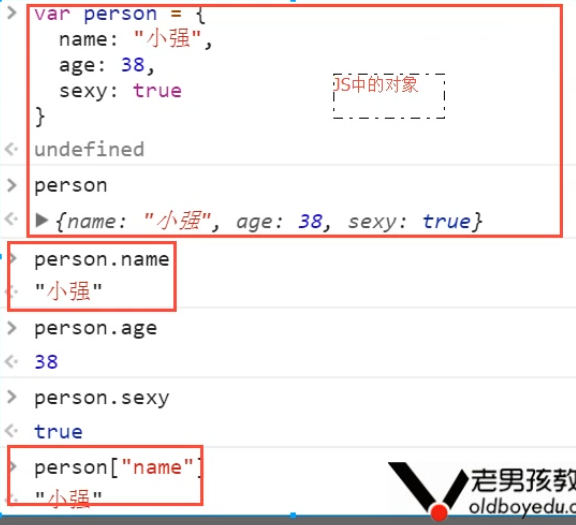 var person = {
name: "小强",
age: 38,
sexy: true
}
JS中的对象
undefined
person
{name: "小强", age: 38, sexy: true}
person.name
"小强"
person.age
38
person.sexy
true
person["name"]
"小强"
老男孩教
oldboyedu.c